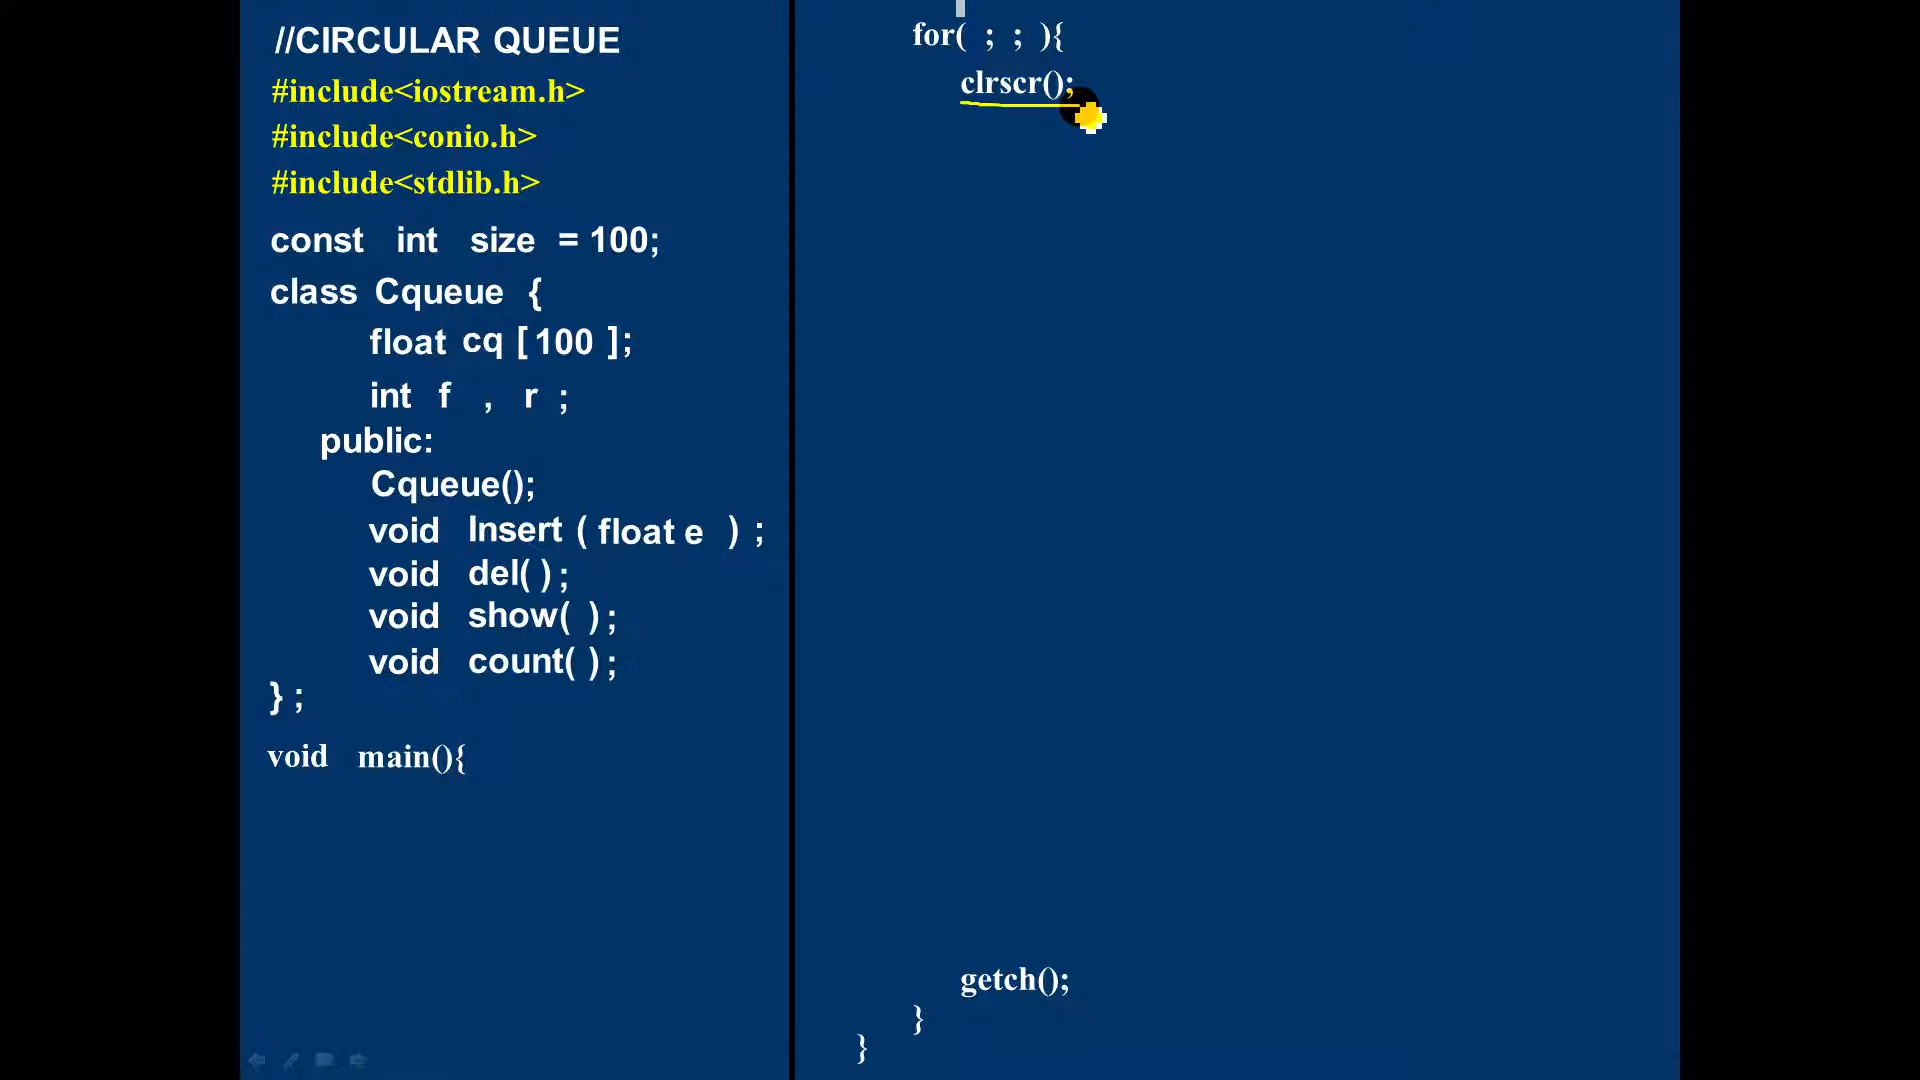 //CIRCULAR QUEUE
#include<iostream.h>
#include<conio.h>
#include<stdlib.h>
const int size = 100;
class Cqueue {
float cq [ 100 ];
int f , r ;
public:
Cqueue();
void Insert ( float e ) ;
void del( ) ;
void show( ) ;
void count( ) ;
} ;
void main(){
for( ; ; ){
clrscr();
getch();
}
}